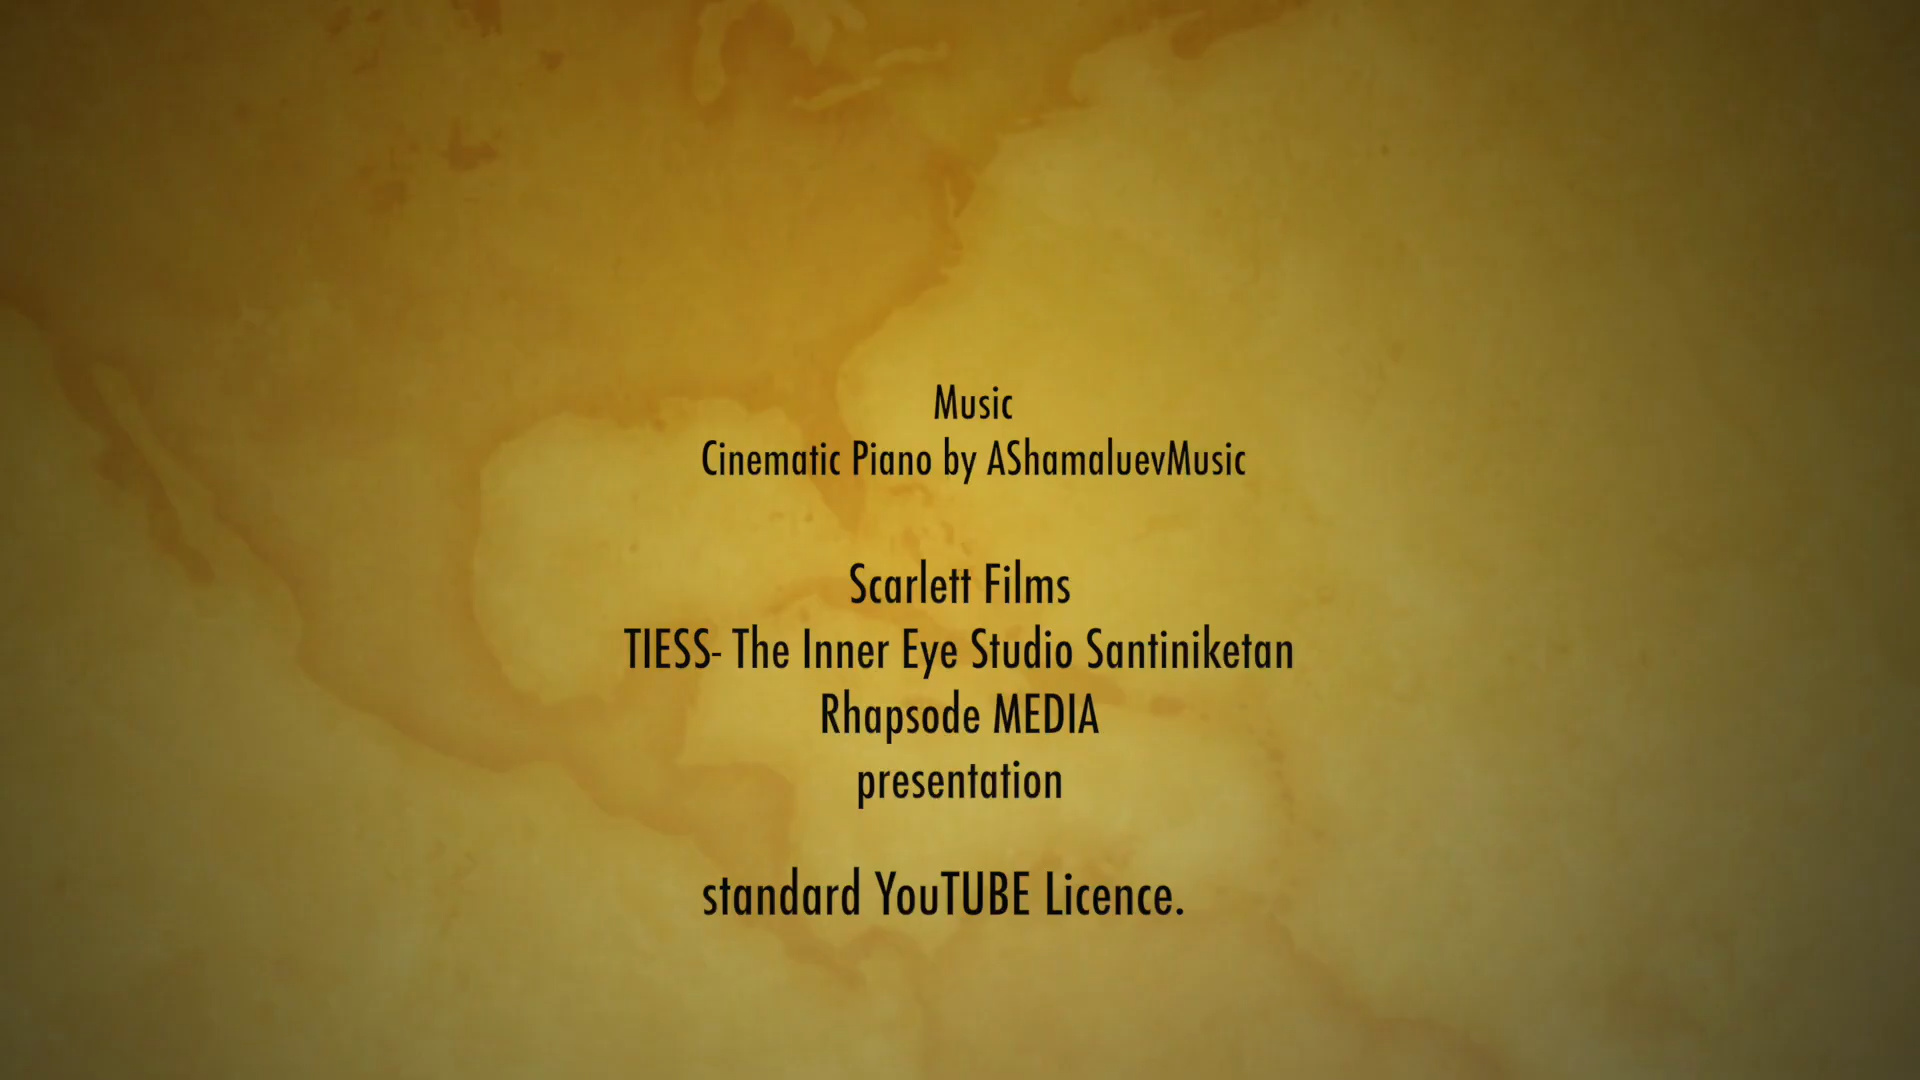 Music
Cinematic Piano by AShamaluevMusic
Scarlett Films
TIESS- The Inner Eye Studio Santiniketan
Rhapsode MEDIA
presentation
standard YouTUBE Licence.